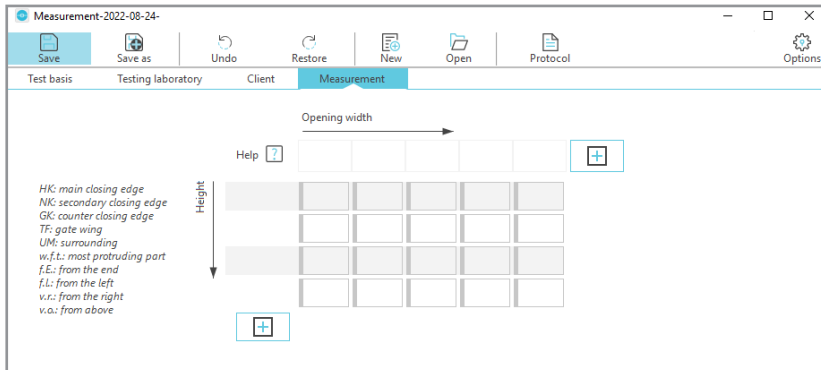 Measurement-2022-08-24-
Save Save as Undo Restore New Open Protocol Options
Test basis Testing laboratory Client Measurement
Opening width
Help ?
Height
HK: main closing edge
NK: secondary closing edge
GK: counter closing edge
TF: gate wing
UM: surrounding
w.f.t.: most protruding part
f.E.: from the end
f.l.: from the left
v.r.: from the right
v.o.: from above